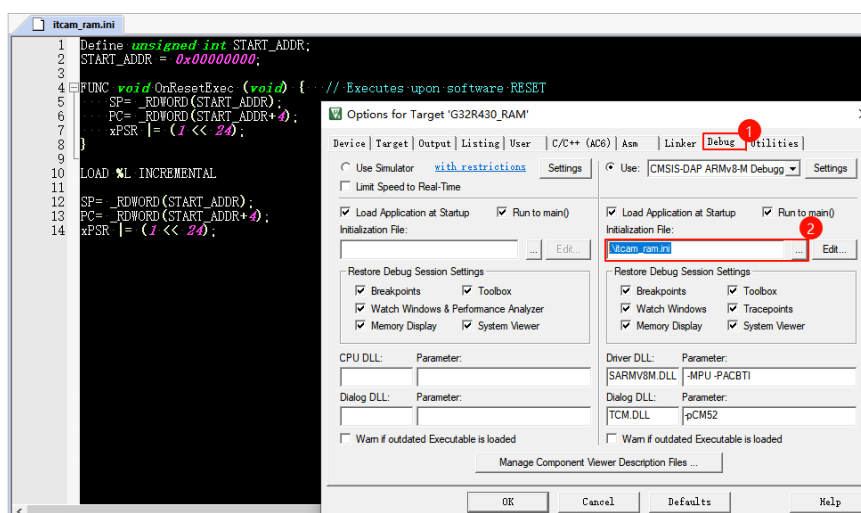 itcam_ram.ini
1 Define unsigned int START_ADDR;
2 START_ADDR = 0x00000000;
3
4 FUNC void OnResetExec (void) { // Executes upon software RESET
5 SP= _RDWORD(START_ADDR);
6 PC= _RDWORD(START_ADDR+4);
7 xPSR |= (1 << 24);
8 }
9
10 LOAD %L INCREMENTAL
11
12 SP= _RDWORD(START_ADDR);
13 PC= _RDWORD(START_ADDR+4);
14 xPSR |= (1 << 24);
Options for Target 'G32R430_RAM'
1
Device Target Output Listing User C/C++ (AC6) Asm Linker Debug Utilities
Use Simulator with restrictions Settings
Limit Speed to Real-Time
Load Application at Startup Run to main()
Initialization File:
... Edit...
Restore Debug Session Settings
Breakpoints Toolbox
Watch Windows & Performance Analyzer
Memory Display System Viewer
CPU DLL: Parameter:
Dialog DLL: Parameter:
Warn if outdated Executable is loaded
Use: CMSIS-DAP ARMv8-M Debugg Settings
Load Application at Startup Run to main()
2
Initialization File:
.\itcam_ram.ini ... Edit...
Restore Debug Session Settings
Breakpoints Toolbox
Watch Windows Tracepoints
Memory Display System Viewer
Driver DLL: Parameter:
SARMV8M.DLL -MPU -PACBTI
Dialog DLL: Parameter:
TCM.DLL -pCM52
Warn if outdated Executable is loaded
Manage Component Viewer Description Files ...
OK Cancel Defaults Help